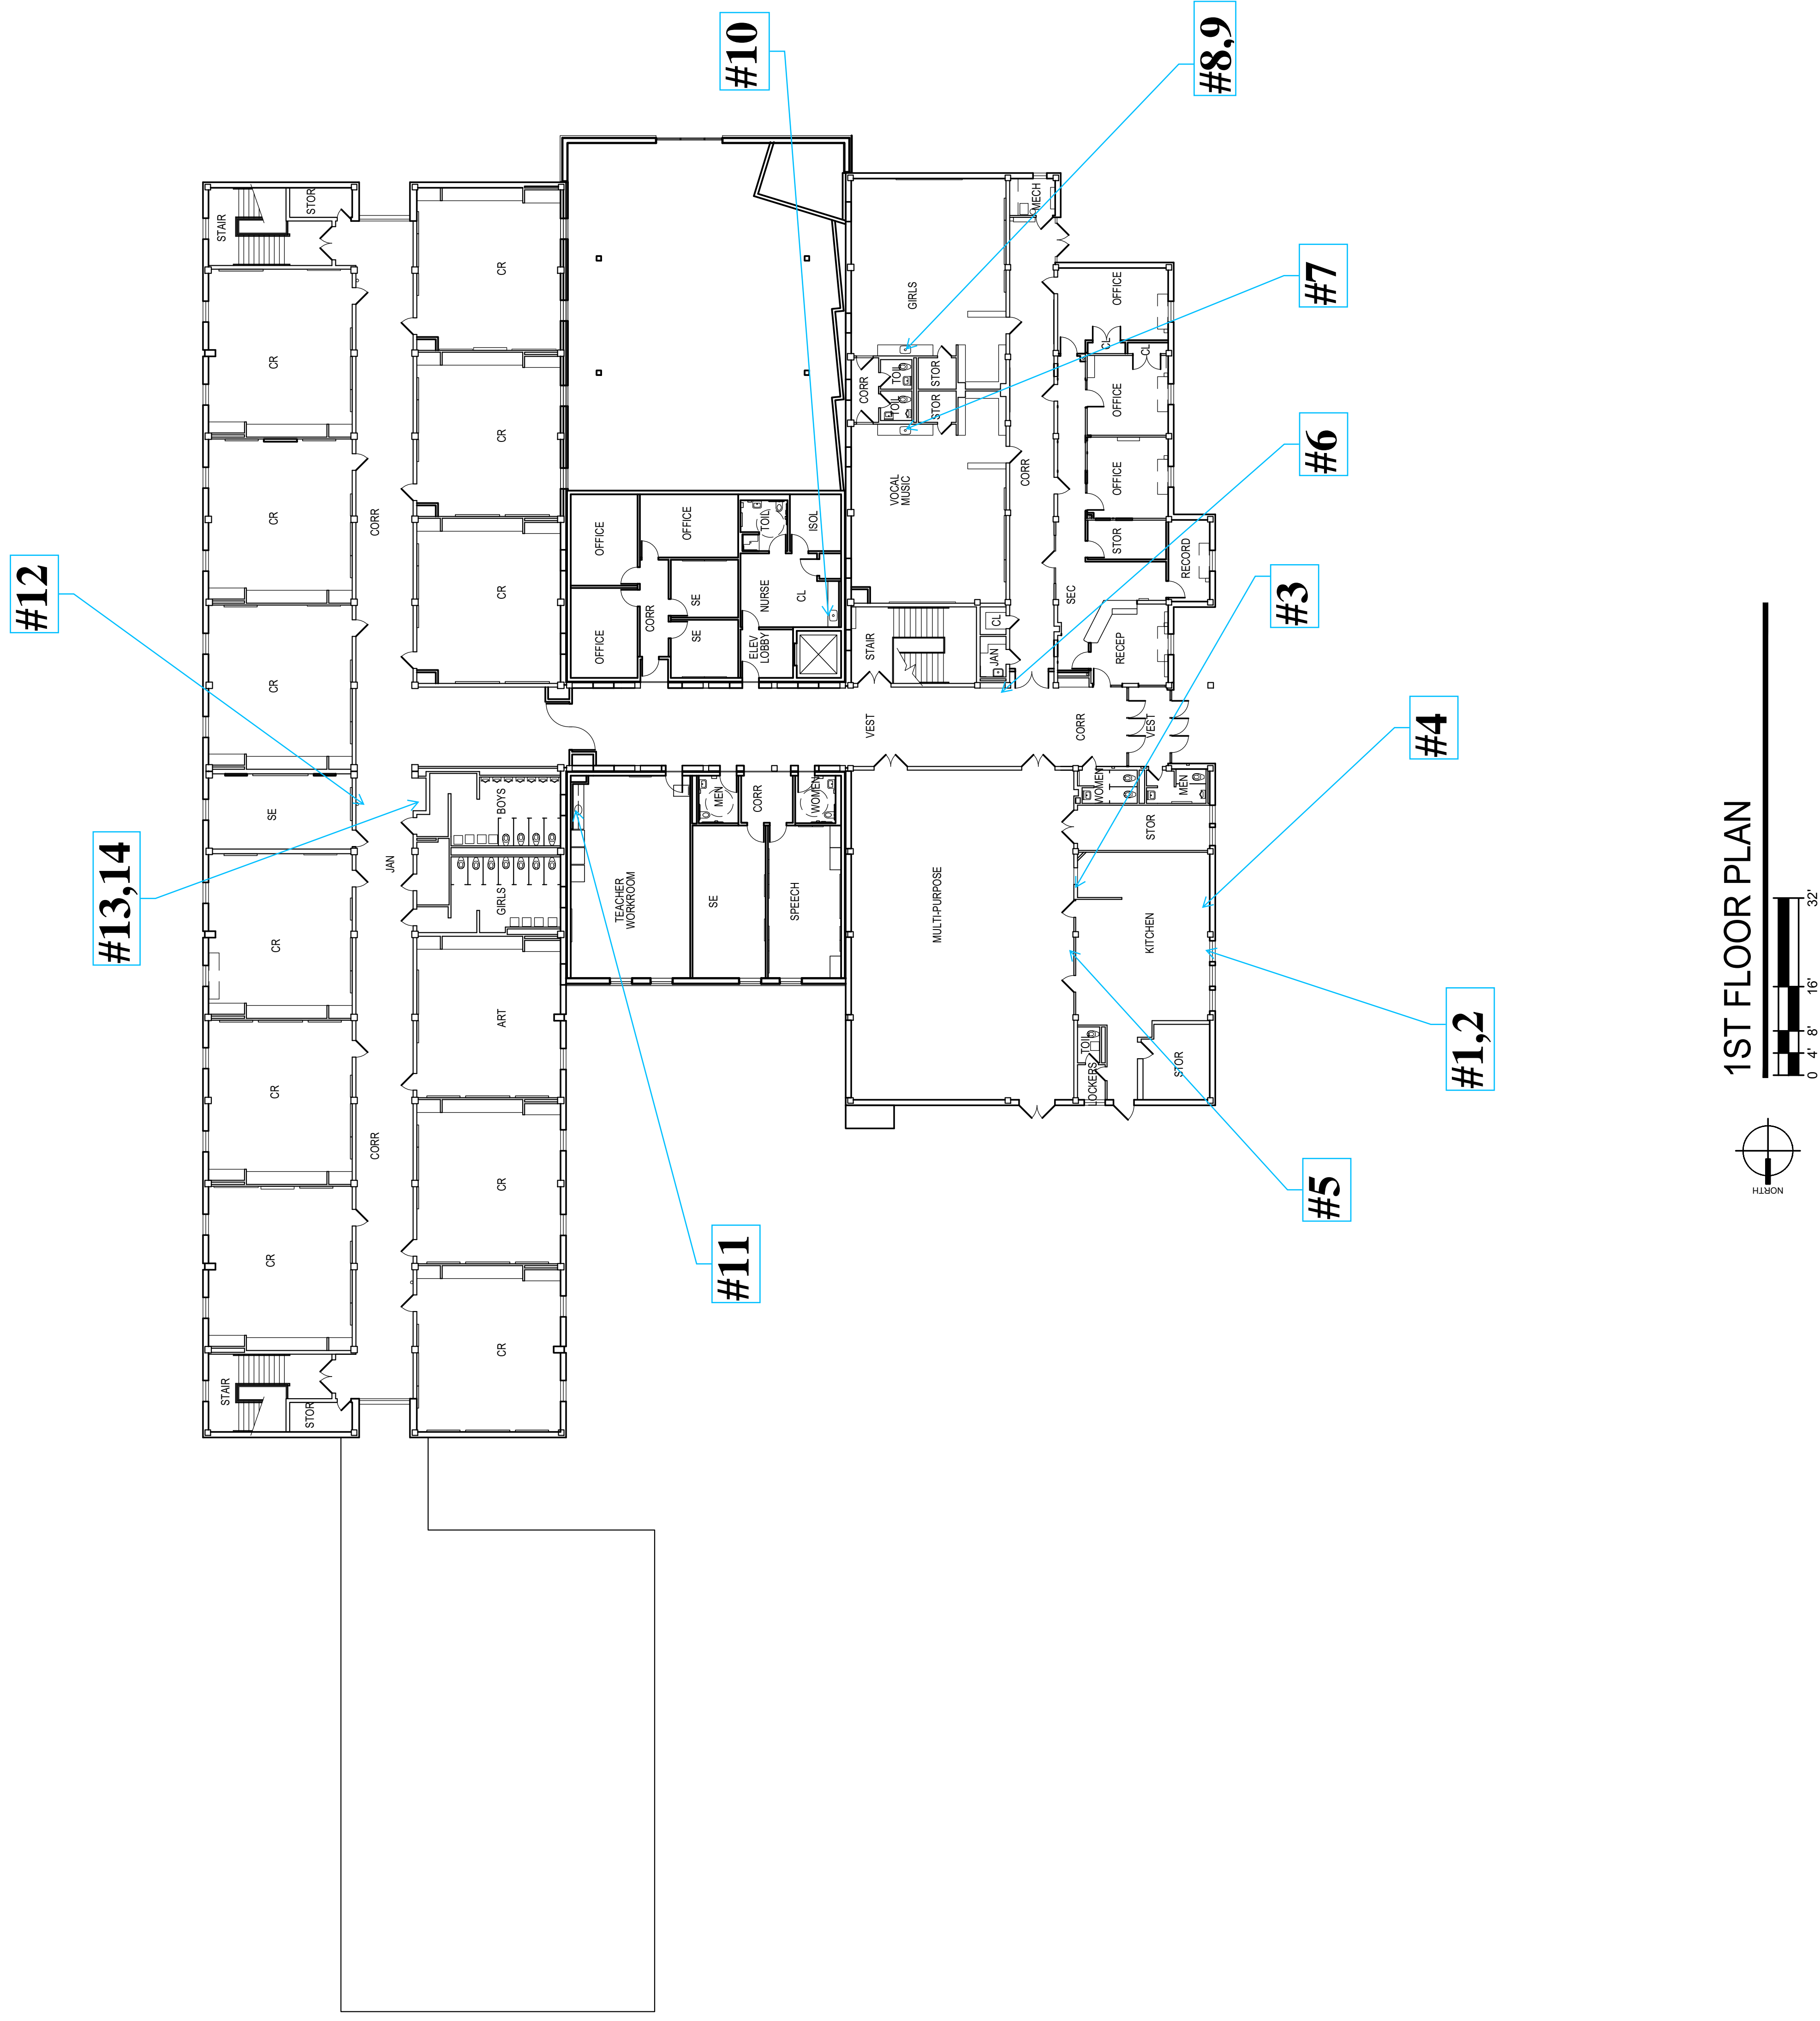 #12
#13,14
#10
#8,9
#7
#6
#3
#4
#1,2
#5
#11
STAIR
STOR
CR
CR
CR
SE
CR
CR
CR
STAIR
STOR
CORR
JAN
CORR
CR
CR
CR
BOYS
GIRLS
ART
CR
CR
OFFICE
OFFICE
OFFICE
CORR
SE
SE
TOIL
ISOL
NURSE
CL
ELEV
LOBBY
TEACHER
WORKROOM
MEN
CORR
WOMEN
SE
SPEECH
GIRLS
MECH
CORR
TOIL
TOIL
STOR
STOR
VOCAL
MUSIC
CORR
STAIR
CL
JAN
OFFICE
CL
CL
OFFICE
OFFICE
STOR
RECORD
SEC
RECEP
VEST
CORR
VEST
MULTI-PURPOSE
WOMEN
MEN
STOR
KITCHEN
TOIL
LOCKERS
STOR
1ST FLOOR PLAN
0 4' 8' 16' 32'
NORTH